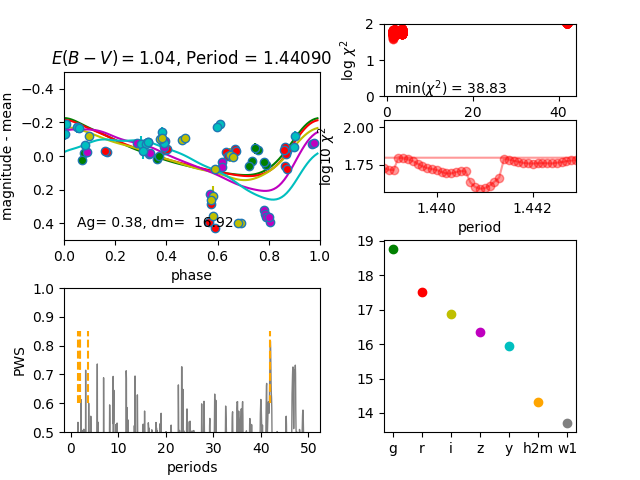 E(B − V) = 1.04, Period = 1.44090
magnitude - mean
−0.4
−0.2
0.0
0.2
0.4
Ag= 0.38, dm= 16.92
0.0 0.2 0.4 0.6 0.8 1.0
phase
log χ²
2
1
0
min(χ²) = 38.83
0 20 40
log10 χ²
2.00
1.75
1.440 1.442
period
PWS
1.0
0.9
0.8
0.7
0.6
0.5
0 10 20 30 40 50
periods
19
18
17
16
15
14
g r i z y h2m w1